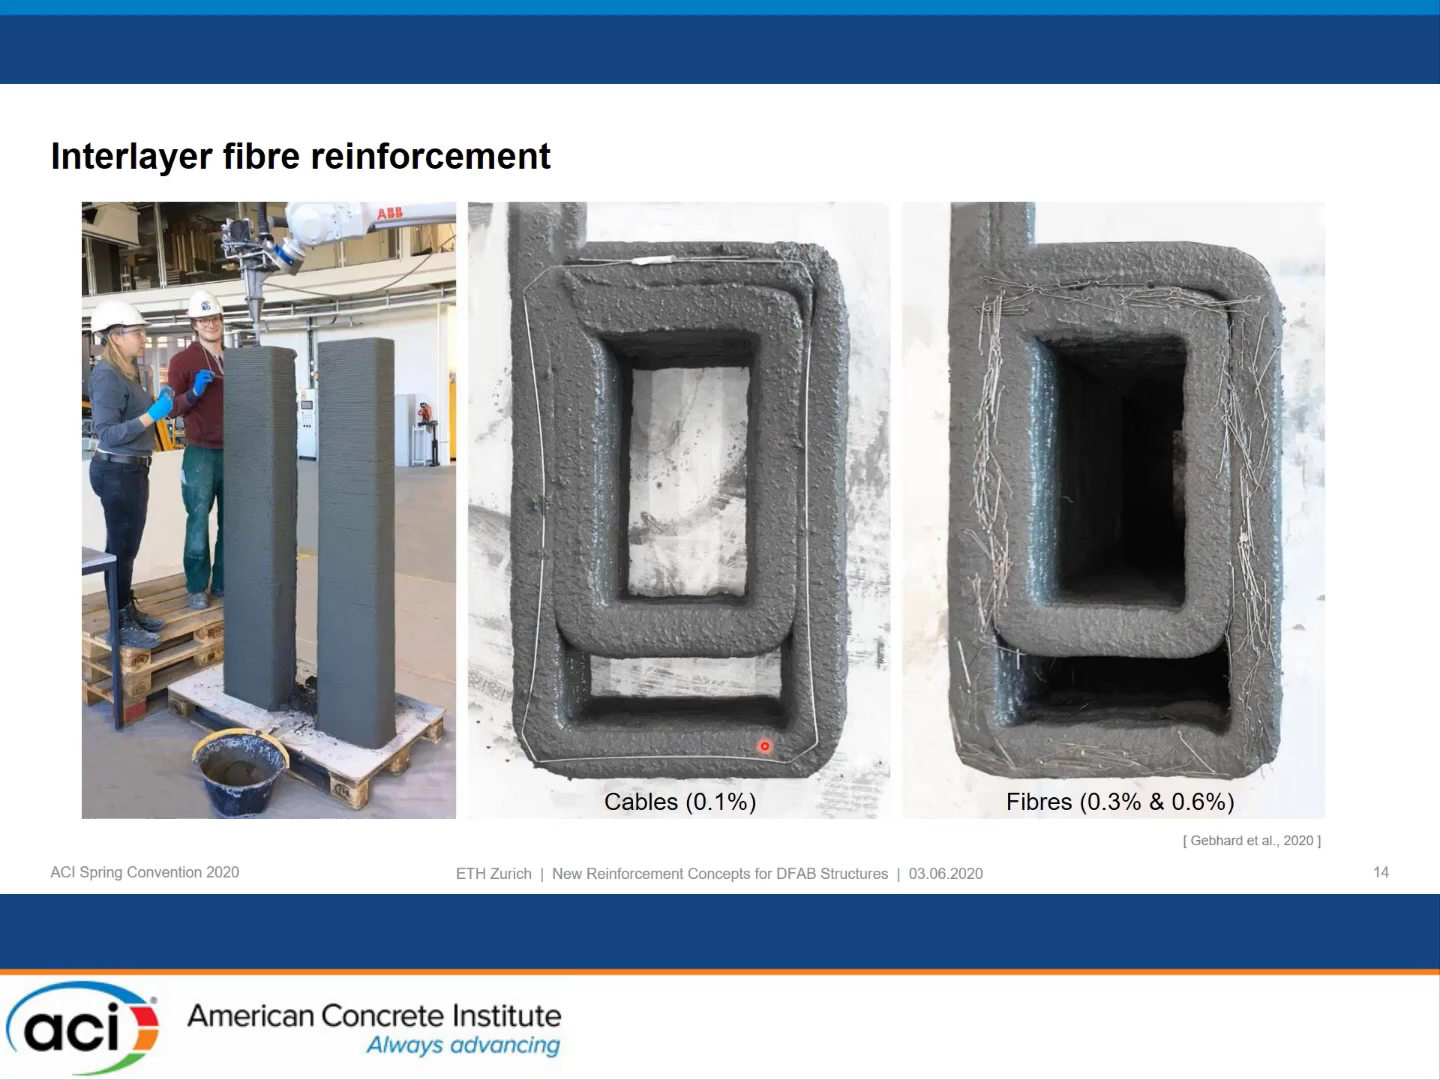 Interlayer fibre reinforcement
ABB
Cables (0.1%)
Fibres (0.3% & 0.6%)
[ Gebhard et al., 2020 ]
ACI Spring Convention 2020
ETH Zurich | New Reinforcement Concepts for DFAB Structures | 03.06.2020
14
aci
American Concrete Institute
Always advancing